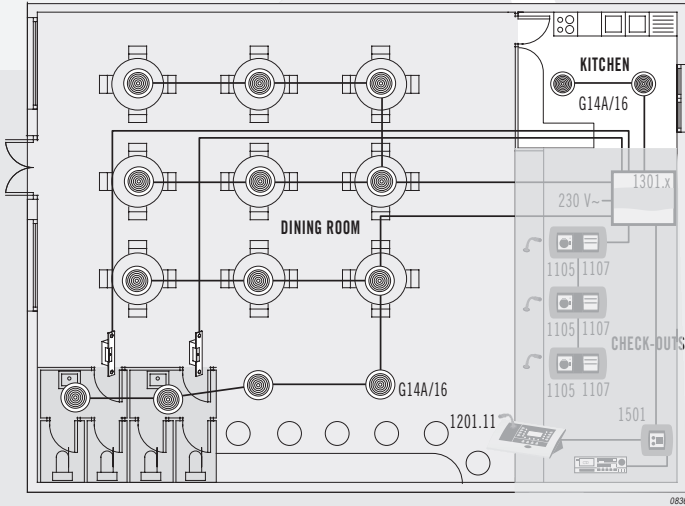 KITCHEN
G14A/16
1301.x
230 V~
DINING ROOM
1105 1107
1105 1107
CHECK-OUTS
1105 1107
G14A/16
1201.11
1501